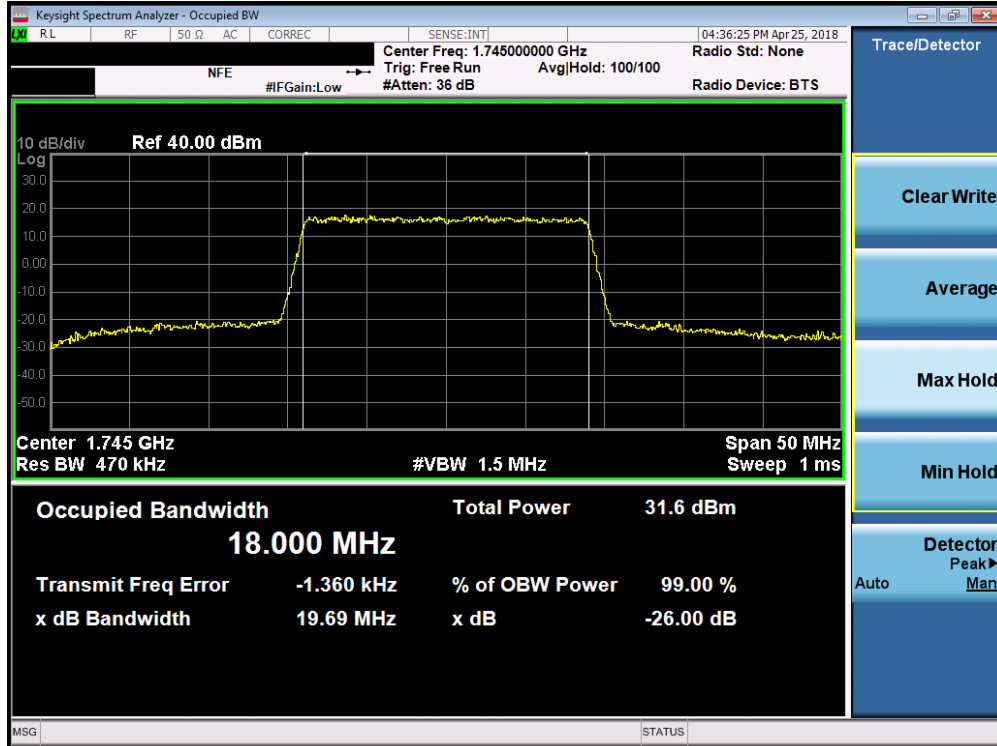 Keysight Spectrum Analyzer - Occupied BW
LXI RL RF 50 Ω AC CORREC SENSE:INT 04:36:25 PM Apr 25, 2018
Center Freq: 1.745000000 GHz Radio Std: None
NFE Trig: Free Run Avg|Hold: 100/100
#IFGain:Low #Atten: 36 dB Radio Device: BTS
10 dB/div Ref 40.00 dBm
Log
30.0
20.0
10.0
0.00
-10.0
-20.0
-30.0
-40.0
-50.0
Center 1.745 GHz Span 50 MHz
Res BW 470 kHz #VBW 1.5 MHz Sweep 1 ms
Occupied Bandwidth Total Power 31.6 dBm
18.000 MHz
Transmit Freq Error -1.360 kHz % of OBW Power 99.00 %
x dB Bandwidth 19.69 MHz x dB -26.00 dB
Trace/Detector
Clear Write
Average
Max Hold
Min Hold
Detector
Peak▶
Auto Man
MSG STATUS